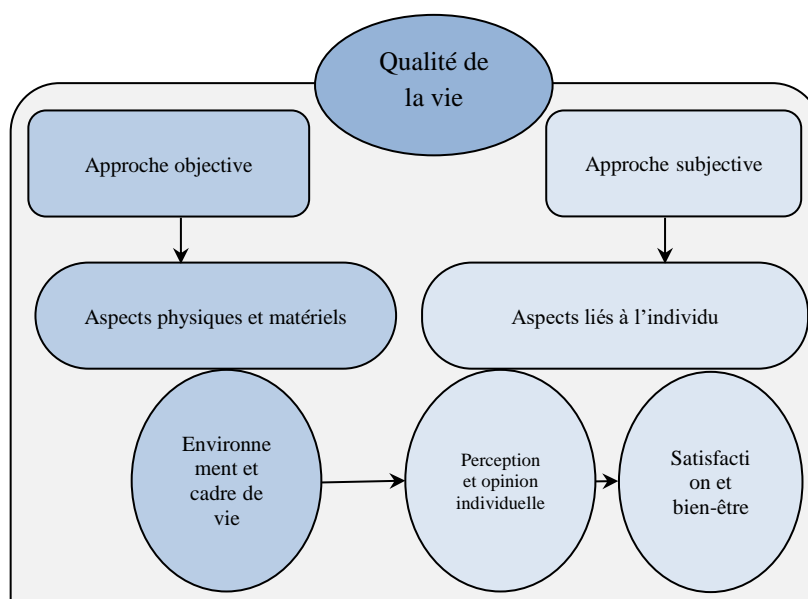 Qualité de
la vie
Approche objective
Approche subjective
Aspects physiques et matériels
Aspects liés à l’individu
Environne
ment et
cadre de
vie
Perception
et opinion
individuelle
Satisfacti
on et
bien-être